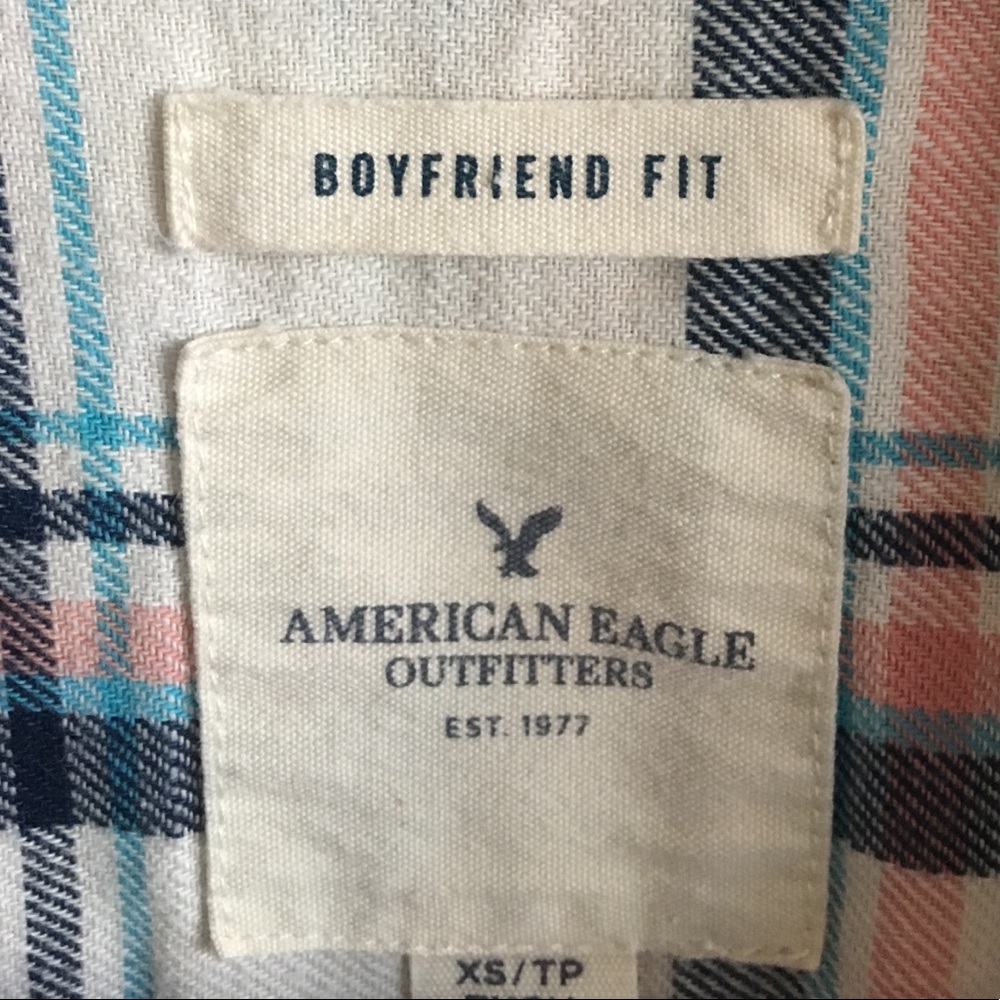 BOYFRIEND FIT
AMERICAN EAGLE
OUTFITTERS
EST. 1977
XS/TP